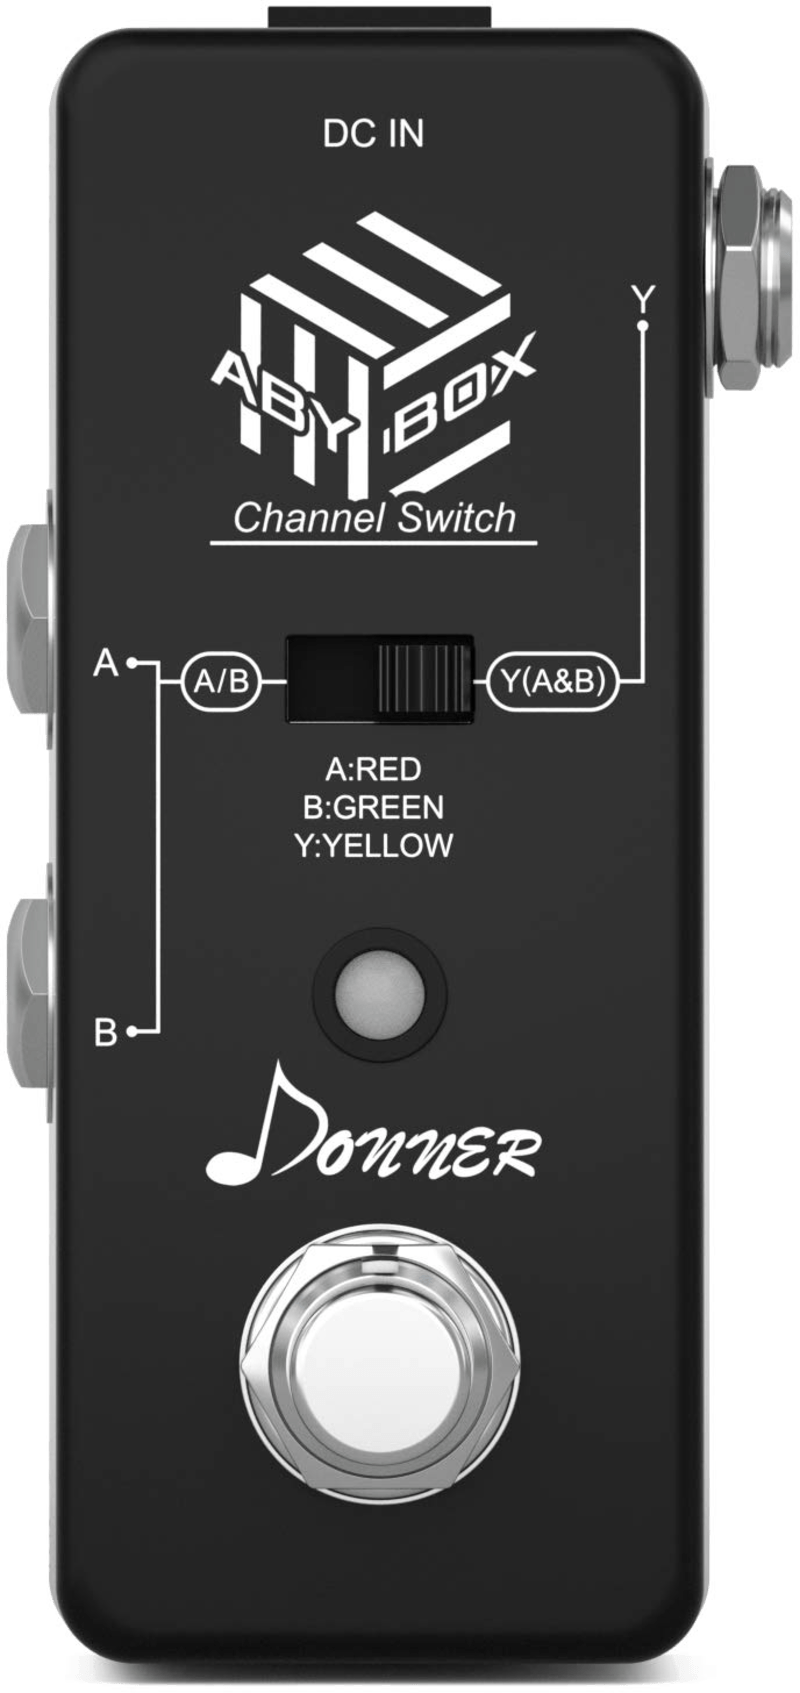 DC IN
ABY BOX
Channel Switch
Y
A
A/B
Y(A&B)
A:RED
B:GREEN
Y:YELLOW
B
DONNER